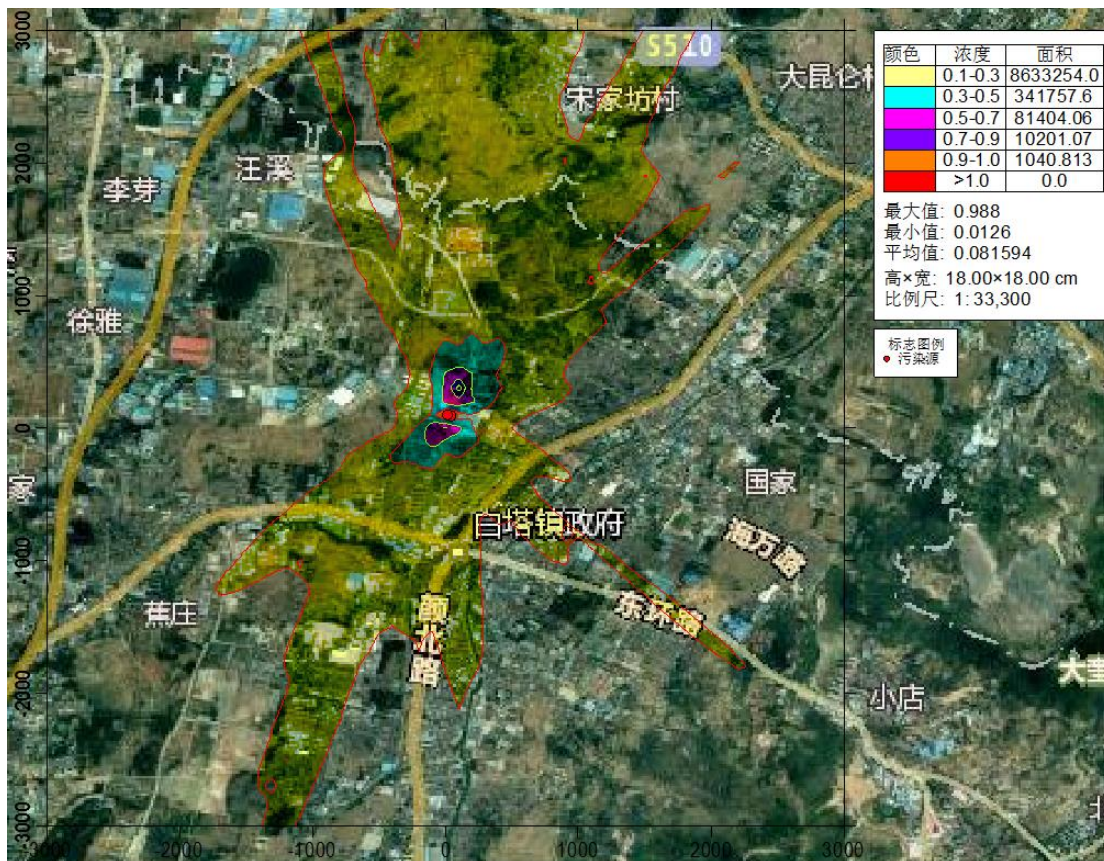 3000
2000
1000
0
-1000
-2000
-3000
-3000
-2000
-1000
0
1000
2000
3000
S510
大昆仑村
宋家坊村
汪溪
李芽
徐雅
家
国家
白塔镇政府
淄万路
东环路
颜北路
蕉庄
小店
北
颜色 浓度 面积
0.1-0.3 8633254.0
0.3-0.5 341757.6
0.5-0.7 81404.06
0.7-0.9 10201.07
0.9-1.0 1040.813
>1.0 0.0
最大值: 0.988
最小值: 0.0126
平均值: 0.081594
高×宽: 18.00×18.00 cm
比例尺: 1:33,300
标志图例
污染源